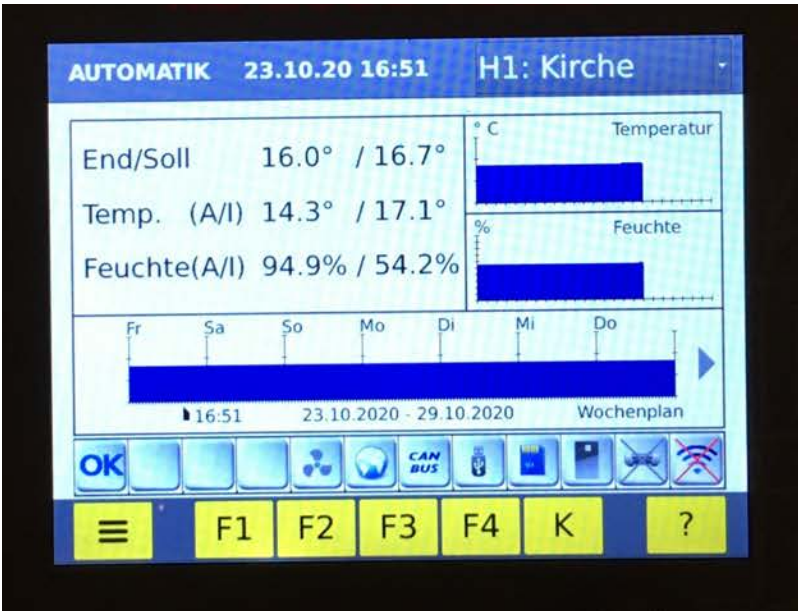 AUTOMATIK 23.10.20 16:51 H1: Kirche
End/Soll 16.0° / 16.7°
Temp. (A/I) 14.3° / 17.1°
Feuchte(A/I) 94.9% / 54.2%
°C Temperatur
% Feuchte
Fr Sa So Mo Di Mi Do
16:51 23.10.2020 - 29.10.2020 Wochenplan
OK CAN
BUS
F1 F2 F3 F4 K ?